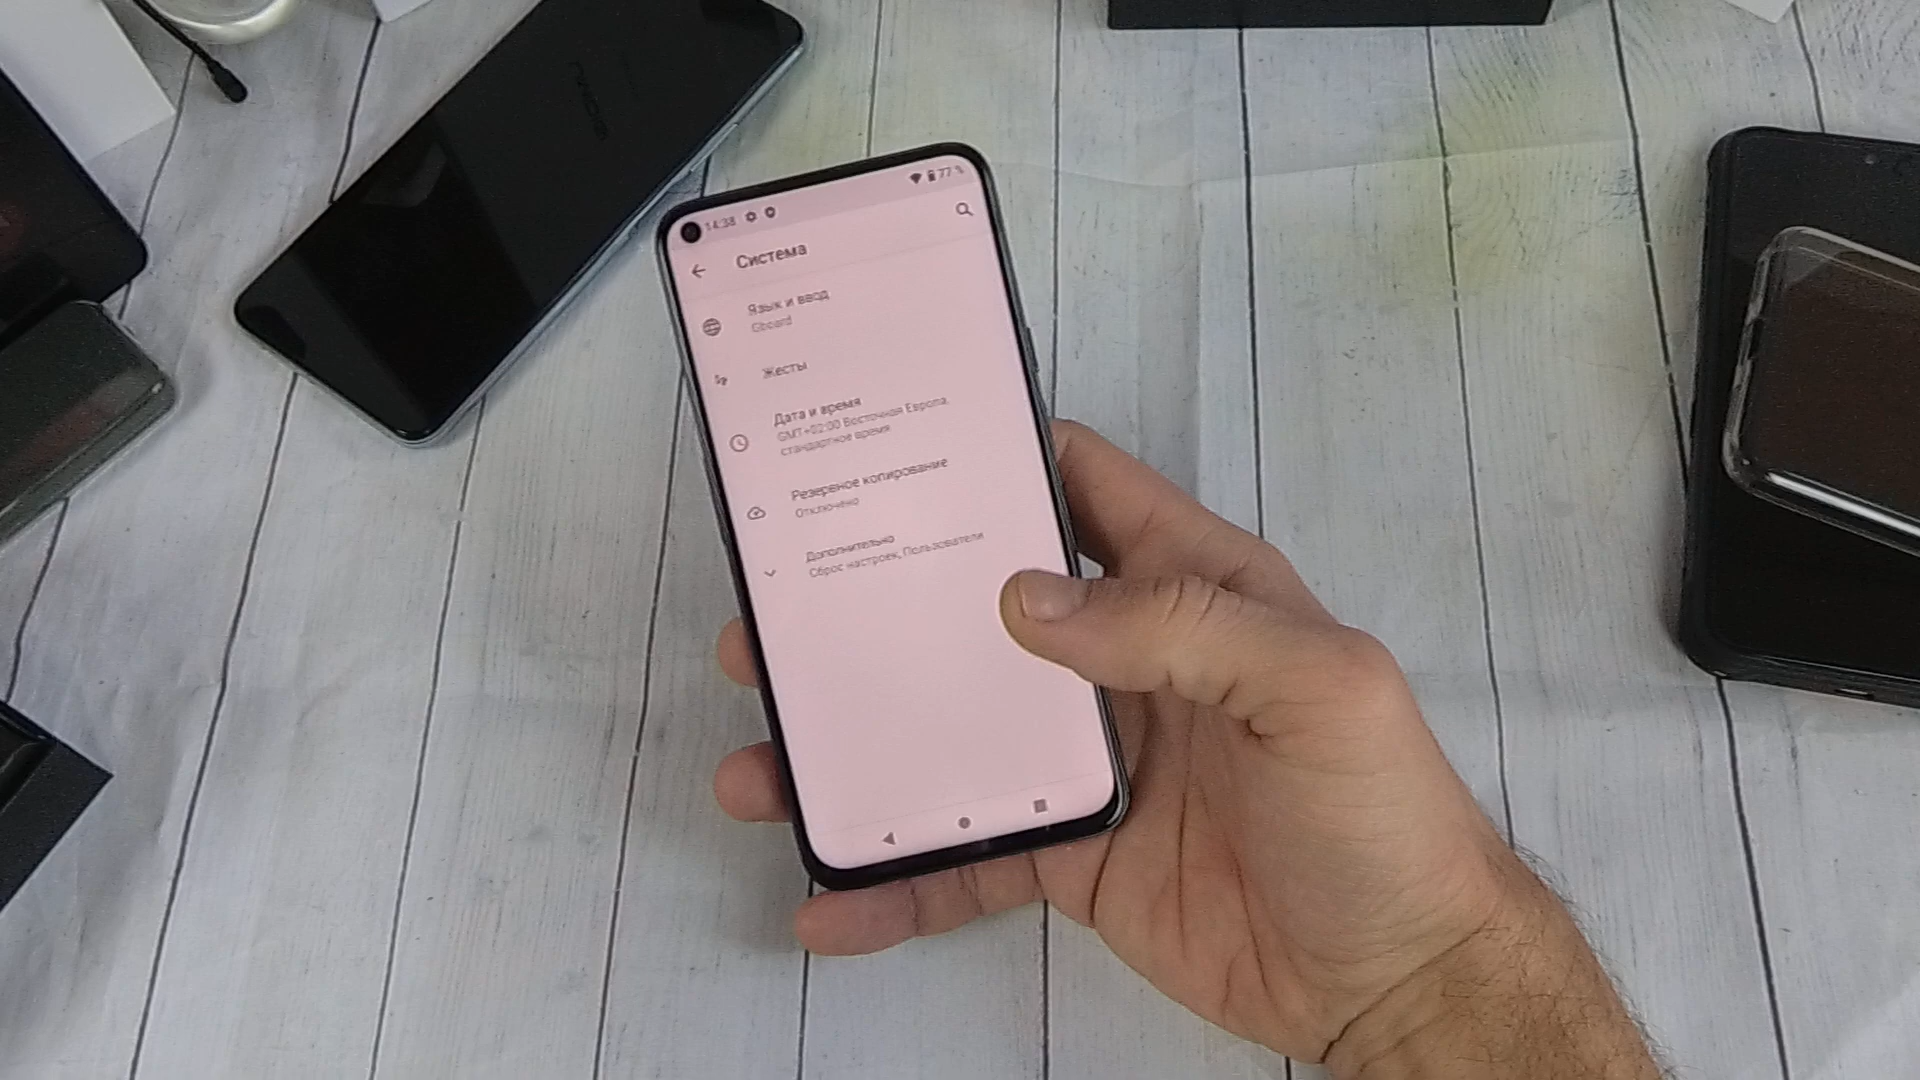 14:38
77 %
Система
Язык и ввод
Gboard
Жесты
Дата и время
GMT+02:00 Восточная Европа,
стандартное время
Резервное копирование
Отключено
Дополнительно
Сброс настроек, Пользователи